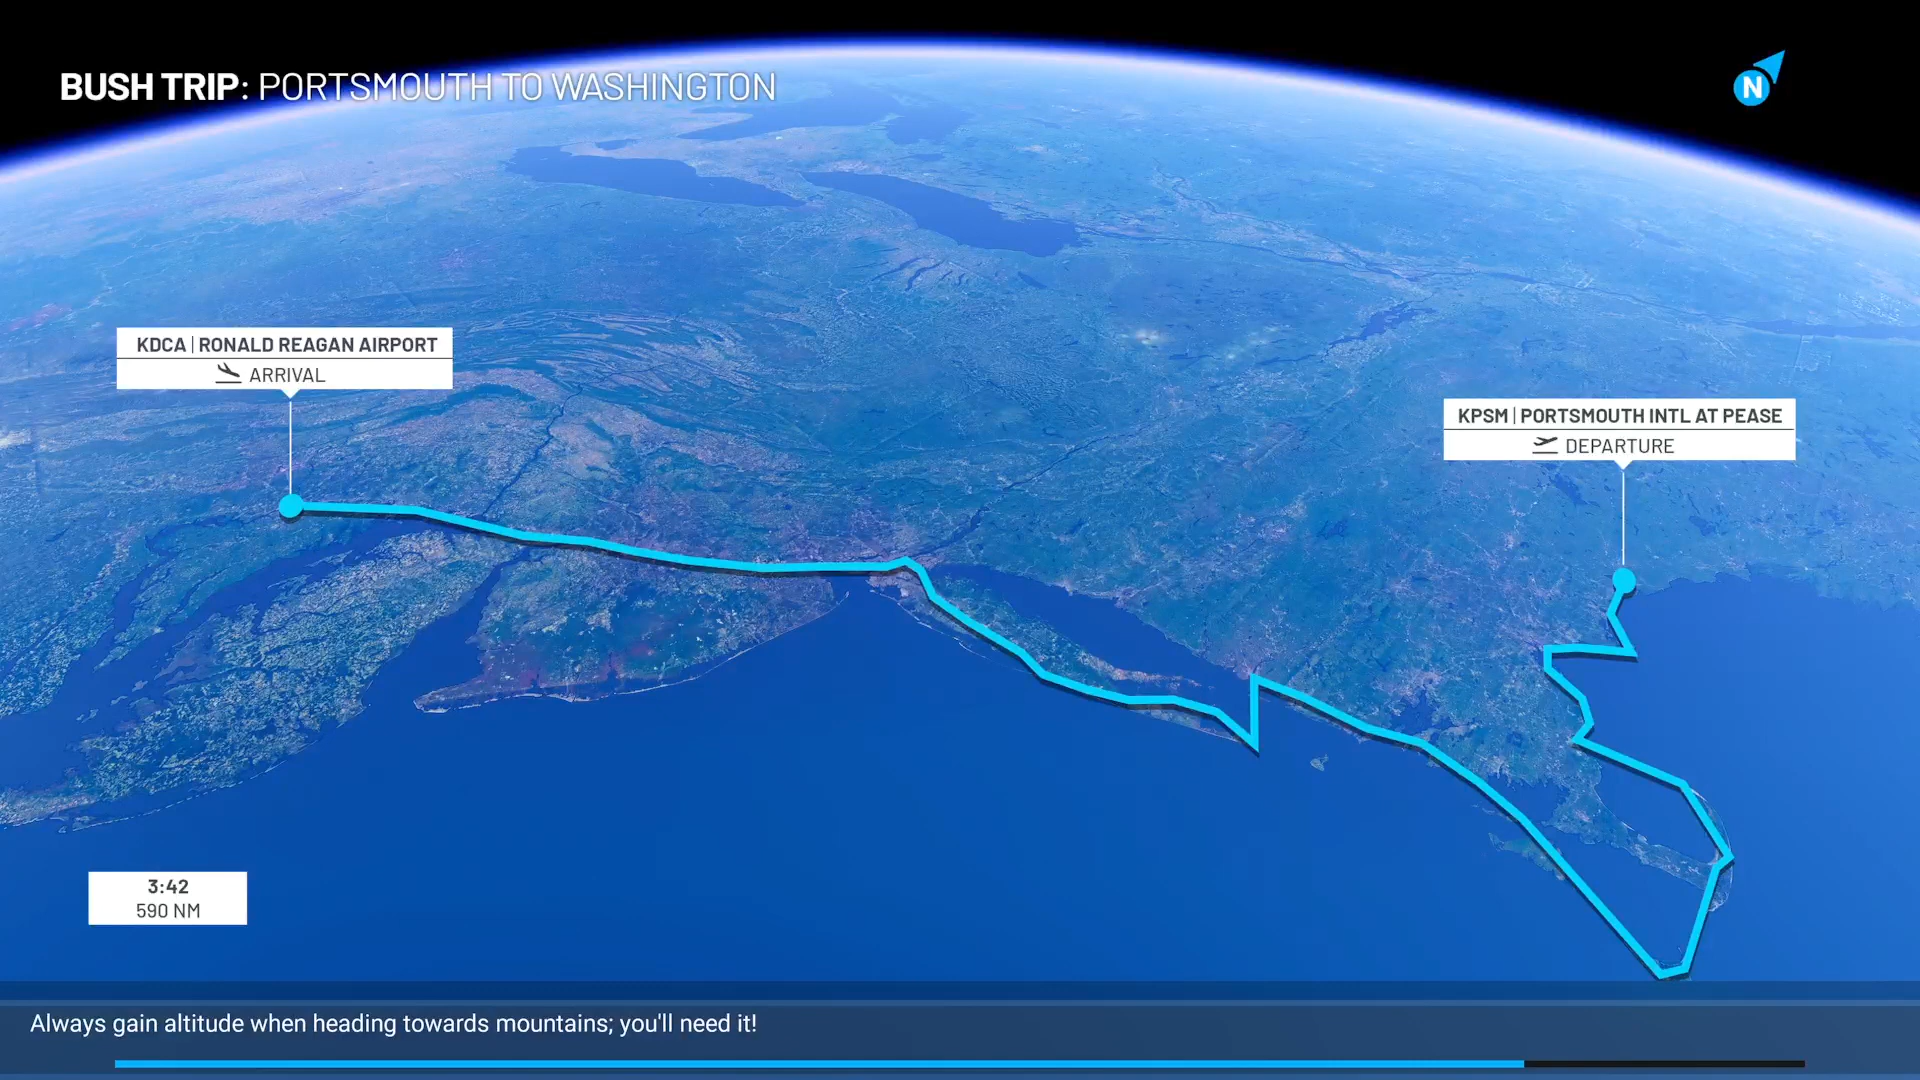 BUSH TRIP: PORTSMOUTH TO WASHINGTON
N
KDCA | RONALD REAGAN AIRPORT
ARRIVAL
KPSM | PORTSMOUTH INTL AT PEASE
DEPARTURE
3:42
590 NM
Always gain altitude when heading towards mountains; you'll need it!